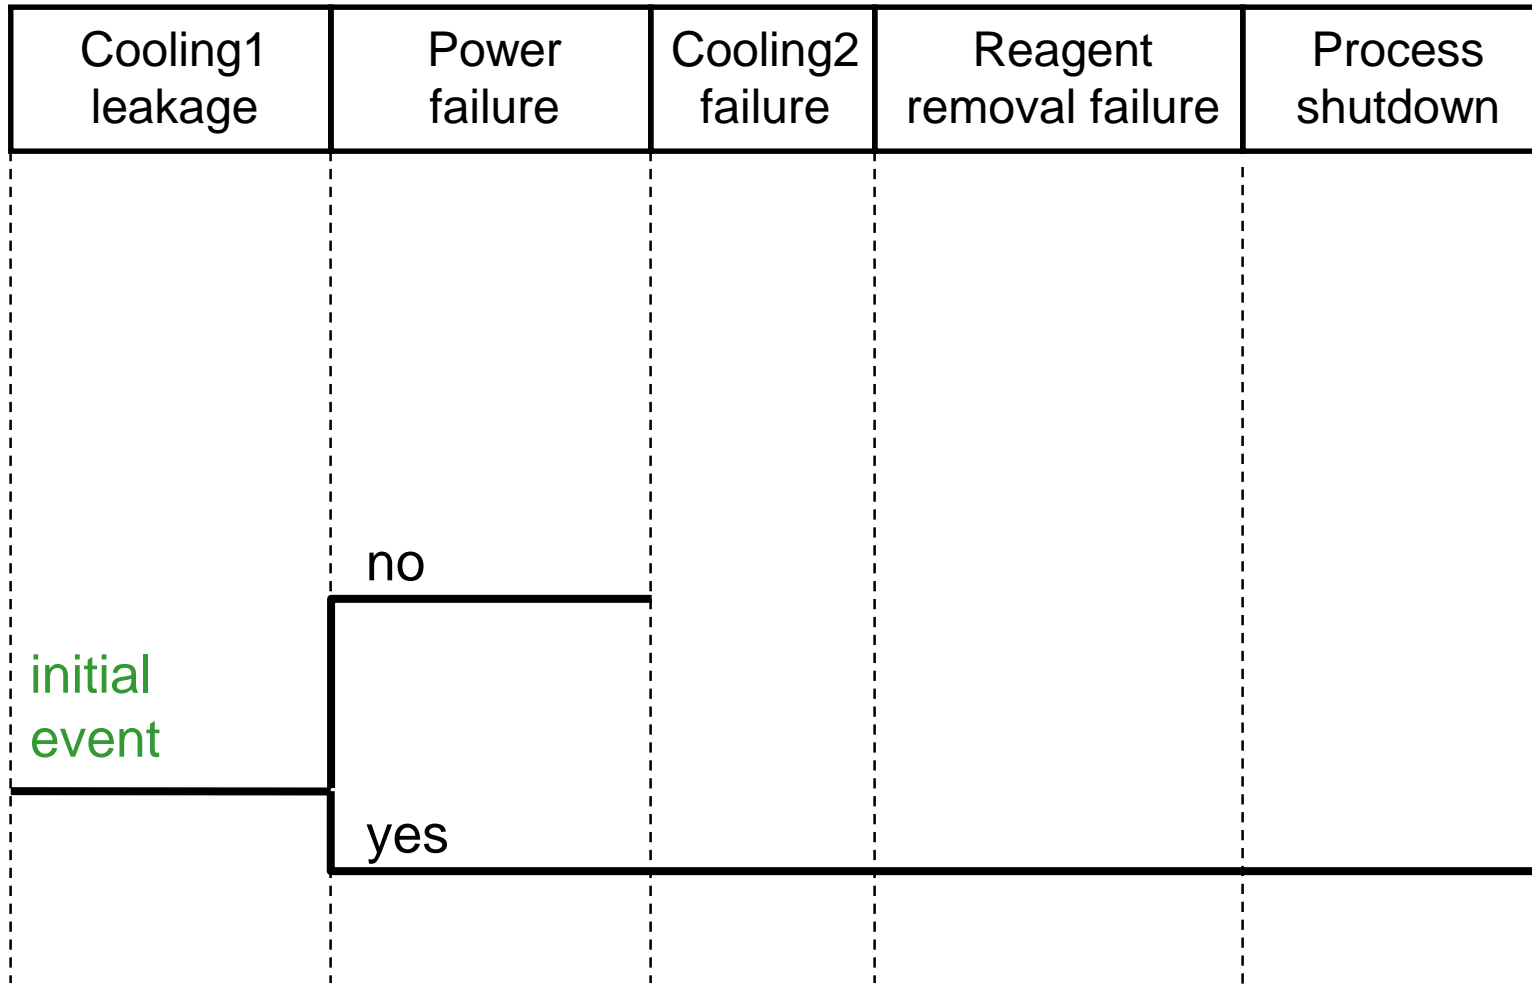 Cooling1
leakage
Power
failure
Cooling2
failure
Reagent
removal failure
Process
shutdown
no
initial
event
yes